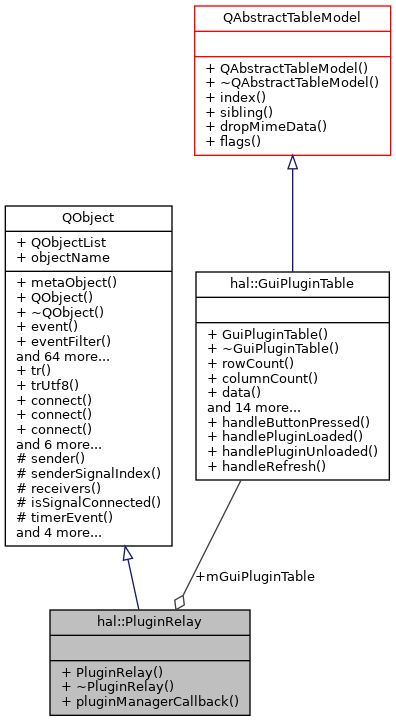 QAbstractTableModel
+ QAbstractTableModel()
+ ~QAbstractTableModel()
+ index()
+ sibling()
+ dropMimeData()
+ flags()
QObject
+ QObjectList
+ objectName
+ metaObject()
+ QObject()
+ ~QObject()
+ event()
+ eventFilter()
and 64 more...
+ tr()
+ trUtf8()
+ connect()
+ connect()
+ connect()
and 6 more...
# sender()
# senderSignalIndex()
# receivers()
# isSignalConnected()
# timerEvent()
and 4 more...
hal::GuiPluginTable
+ GuiPluginTable()
+ ~GuiPluginTable()
+ rowCount()
+ columnCount()
+ data()
and 14 more...
+ handleButtonPressed()
+ handlePluginLoaded()
+ handlePluginUnloaded()
+ handleRefresh()
+mGuiPluginTable
hal::PluginRelay
+ PluginRelay()
+ ~PluginRelay()
+ pluginManagerCallback()